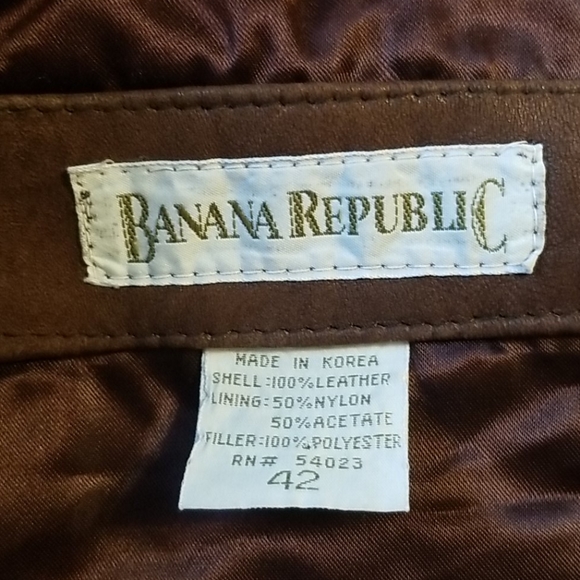 BANANA REPUBLIC
MADE IN KOREA
SHELL:100%LEATHER
LINING:50%NYLON
50%ACETATE
FILLER:100%POLYESTER
RN# 54023
42